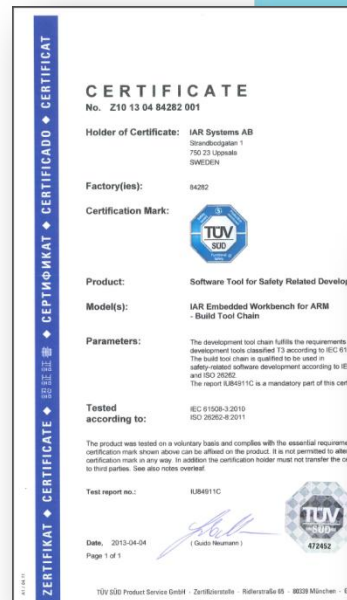 ZERTIFIKAT ◆ CERTIFICATE ◆ 認證證書 ◆ СЕРТИФИКАТ ◆ CERTIFICADO ◆ CERTIFICAT
CERTIFICATE
No. Z10 13 04 84282 001
Holder of Certificate: IAR Systems AB
Strandbodgatan 1
750 23 Uppsala
SWEDEN
Factory(ies): 84282
Certification Mark:
TÜV
SÜD
Product: Software Tool for Safety Related Develop
Model(s): IAR Embedded Workbench for ARM
- Build Tool Chain
Parameters: The development tool chain fulfills the requirements
development tools classified T3 according to IEC 61
The build tool chain is qualified to be used in
safety-related software development according to IE
and ISO 26262
The report IU84911C is a mandatory part of this cert
Tested according to: IEC 61508-3:2010
ISO 26262-8:2011
The product was tested on a voluntary basis and complies with the essential requireme
certification mark shown above can be affixed on the product. It is not permitted to alte
certification mark in any way. In addition the certification holder must not transfer the ce
to third parties. See also notes overleaf.
Test report no.: IU84911C
TÜV
SÜD
472452
Date, 2013-04-04 ( Guido Neumann )
Page 1 of 1
TÜV SÜD Product Service GmbH · Zertifizierstelle · Ridlerstraße 65 · 80339 München ·